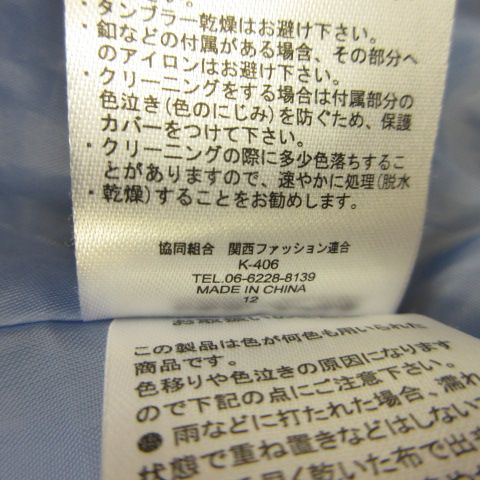 ・タンブラー乾燥はお避け下さい。
・釦などの付属がある場合、その部分へ
のアイロンはお避け下さい。
・クリーニングをする場合は付属部分の
色泣き(色のにじみ)を防ぐため、保護
カバーをつけて下さい。
・クリーニングの際に多少色落ちするこ
とがありますので、速やかに処理(脱水
・乾燥)することをお勧めします。
協同組合 関西ファッション連合
K-406
TEL.06-6228-8139
MADE IN CHINA
12
この製品は色が何色も用いられた
商品です。
色移りや色泣きの原因になります
ので下記の点にご注意下さい。
雨などに打たれた場合、濡れ
状態で重ね置きなどはしないで
早く乾いた布で